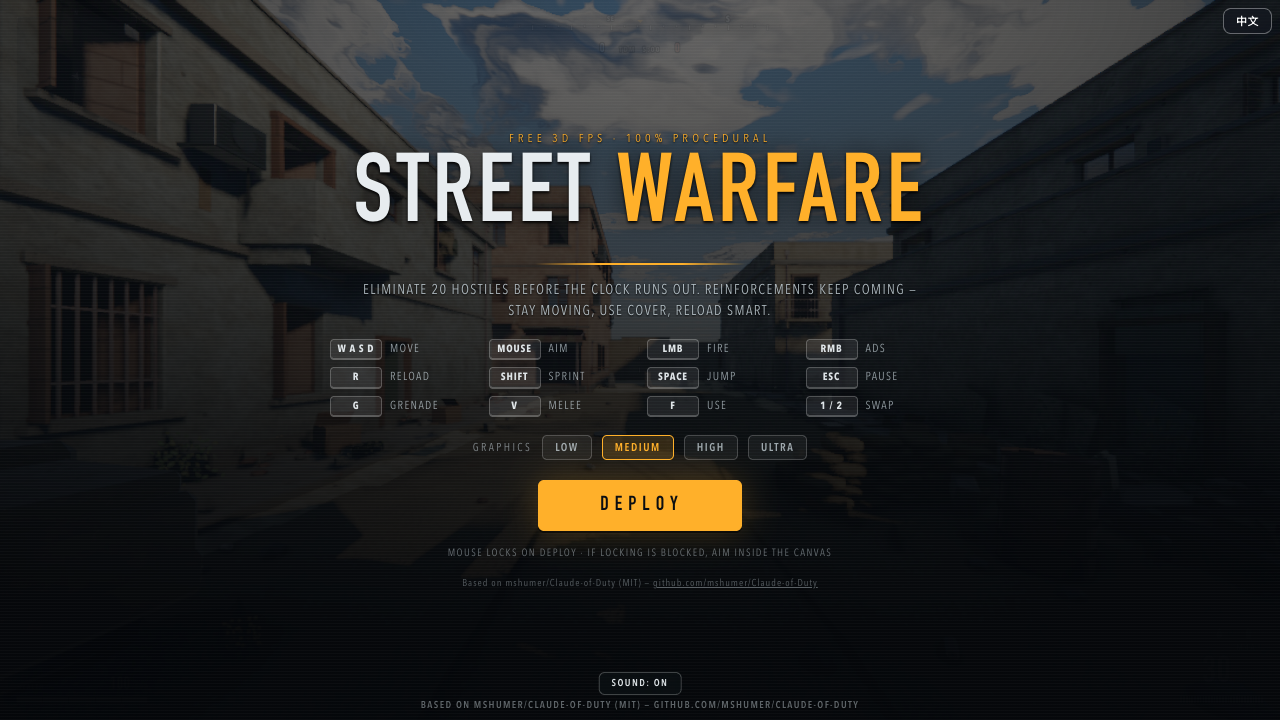 中文
FREE 3D FPS · 100% PROCEDURAL
STREET WARFARE
ELIMINATE 20 HOSTILES BEFORE THE CLOCK RUNS OUT. REINFORCEMENTS KEEP COMING –
STAY MOVING, USE COVER, RELOAD SMART.
W A S D MOVE MOUSE AIM LMB FIRE RMB ADS
R RELOAD SHIFT SPRINT SPACE JUMP ESC PAUSE
G GRENADE V MELEE F USE 1 / 2 SWAP
GRAPHICS LOW MEDIUM HIGH ULTRA
DEPLOY
MOUSE LOCKS ON DEPLOY · IF LOCKING IS BLOCKED, AIM INSIDE THE CANVAS
Based on mshumer/Claude-of-Duty (MIT) – github.com/mshumer/Claude-of-Duty
SOUND: ON
BASED ON MSHUMER/CLAUDE-OF-DUTY (MIT) – GITHUB.COM/MSHUMER/CLAUDE-OF-DUTY